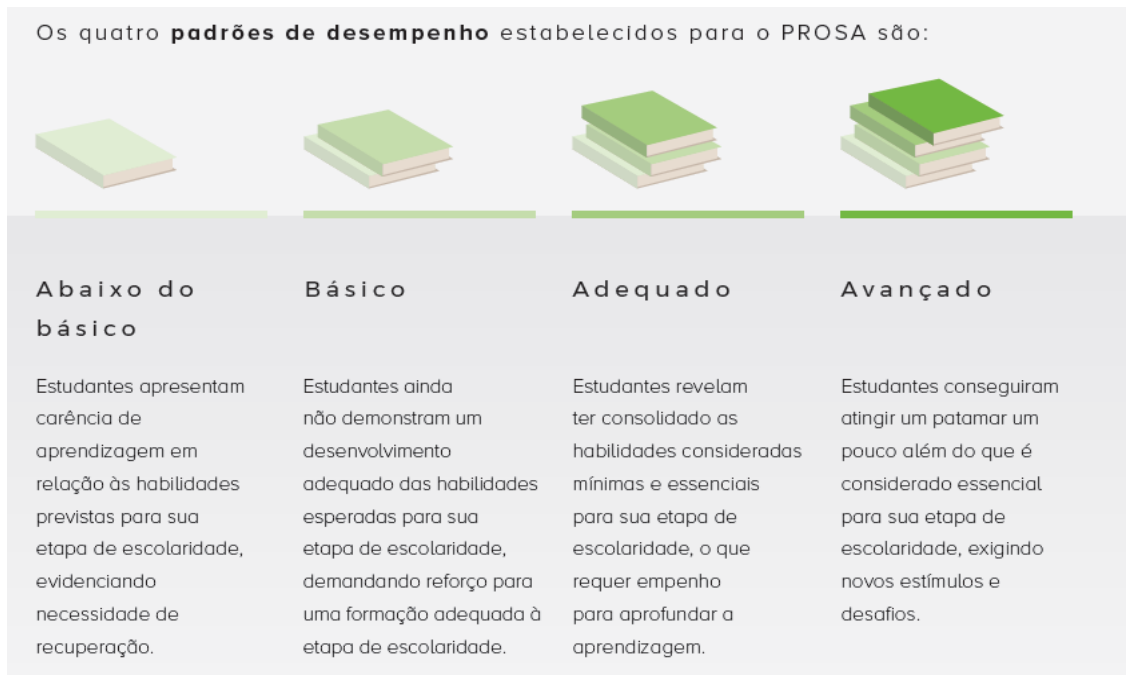 Os quatro padrões de desempenho estabelecidos para o PROSA são:
Abaixo do
básico
Estudantes apresentam
carência de
aprendizagem em
relação às habilidades
previstas para sua
etapa de escolaridade,
evidenciando
necessidade de
recuperação.
Básico
Estudantes ainda
não demonstram um
desenvolvimento
adequado das habilidades
esperadas para sua
etapa de escolaridade,
demandando reforço para
uma formação adequada à
etapa de escolaridade.
Adequado
Estudantes revelam
ter consolidado as
habilidades consideradas
mínimas e essenciais
para sua etapa de
escolaridade, o que
requer empenho
para aprofundar a
aprendizagem.
Avançado
Estudantes conseguiram
atingir um patamar um
pouco além do que é
considerado essencial
para sua etapa de
escolaridade, exigindo
novos estímulos e
desafios.